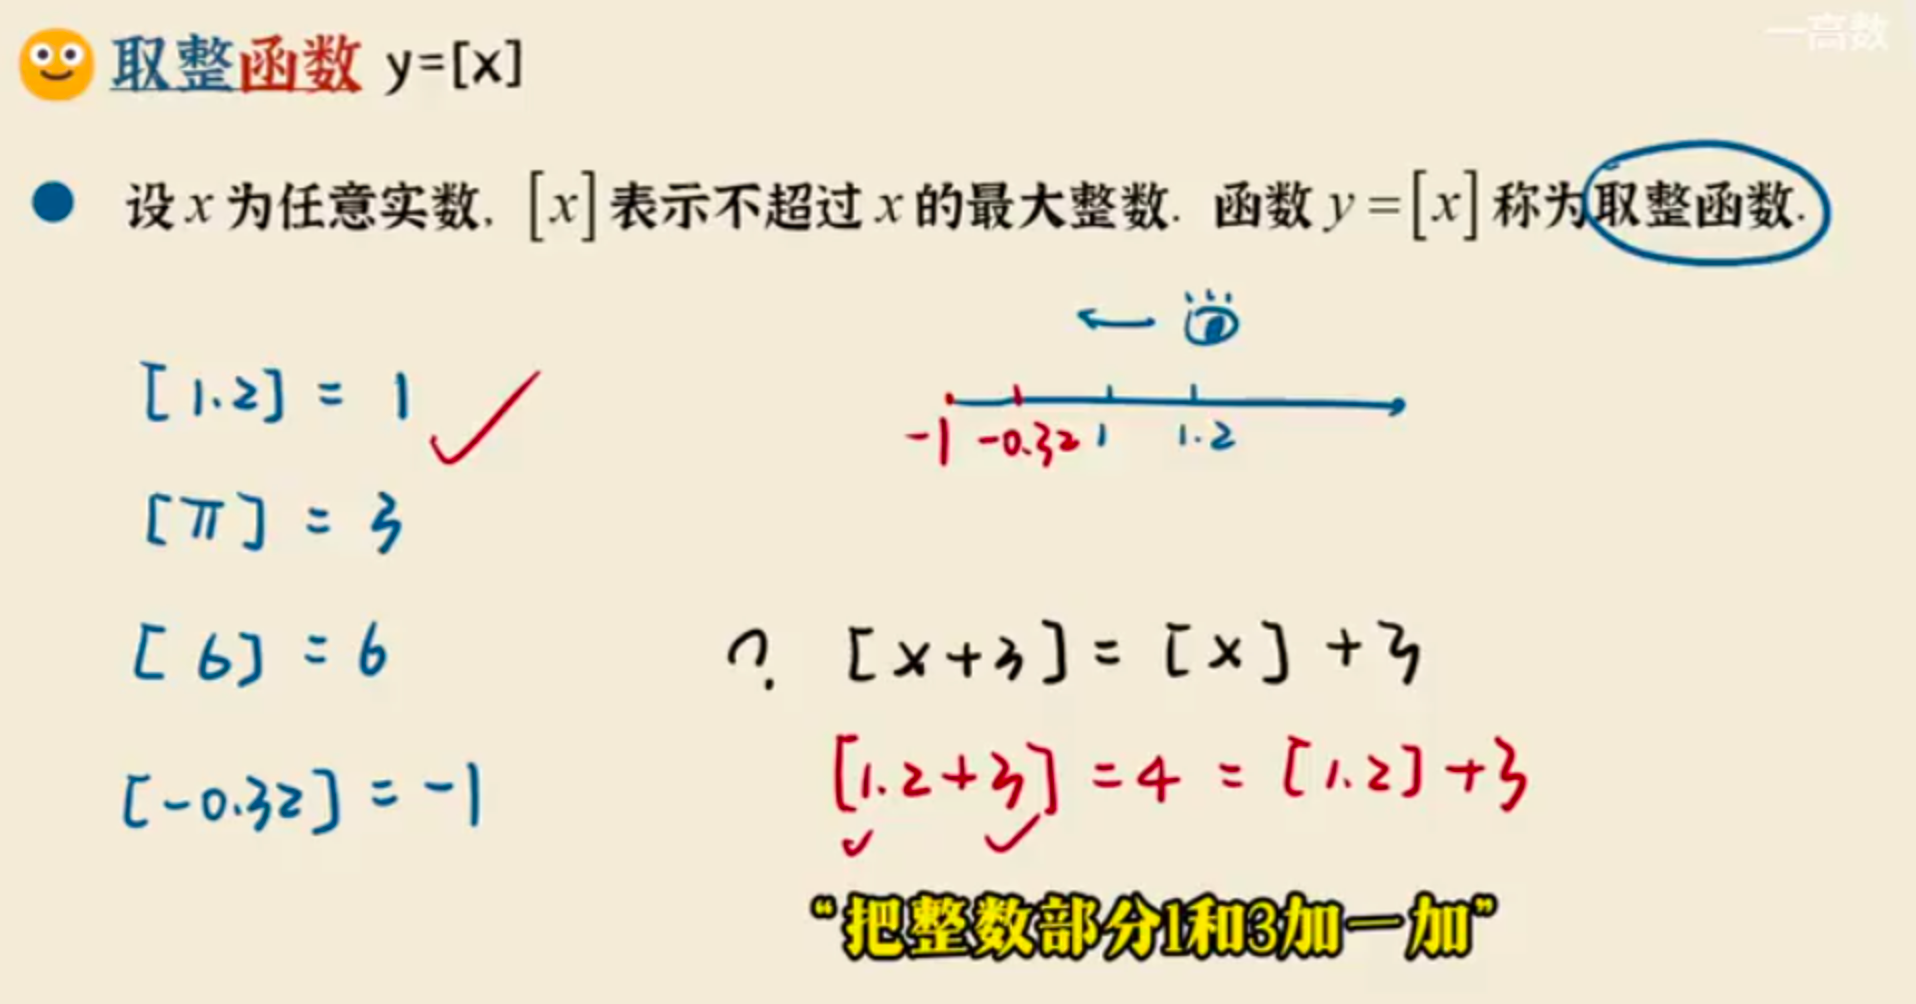 一高数
取整函数 y=[x]
设x为任意实数, [x]表示不超过x的最大整数. 函数y=[x]称为取整函数.
[1.2] = 1
-1 -0.32 1 1.2
[π] = 3
[6] = 6
? [x+3] = [x] + 3
[1.2+3] = 4 = [1.2] + 3
[-0.32] = -1
“把整数部分1和3加一加”